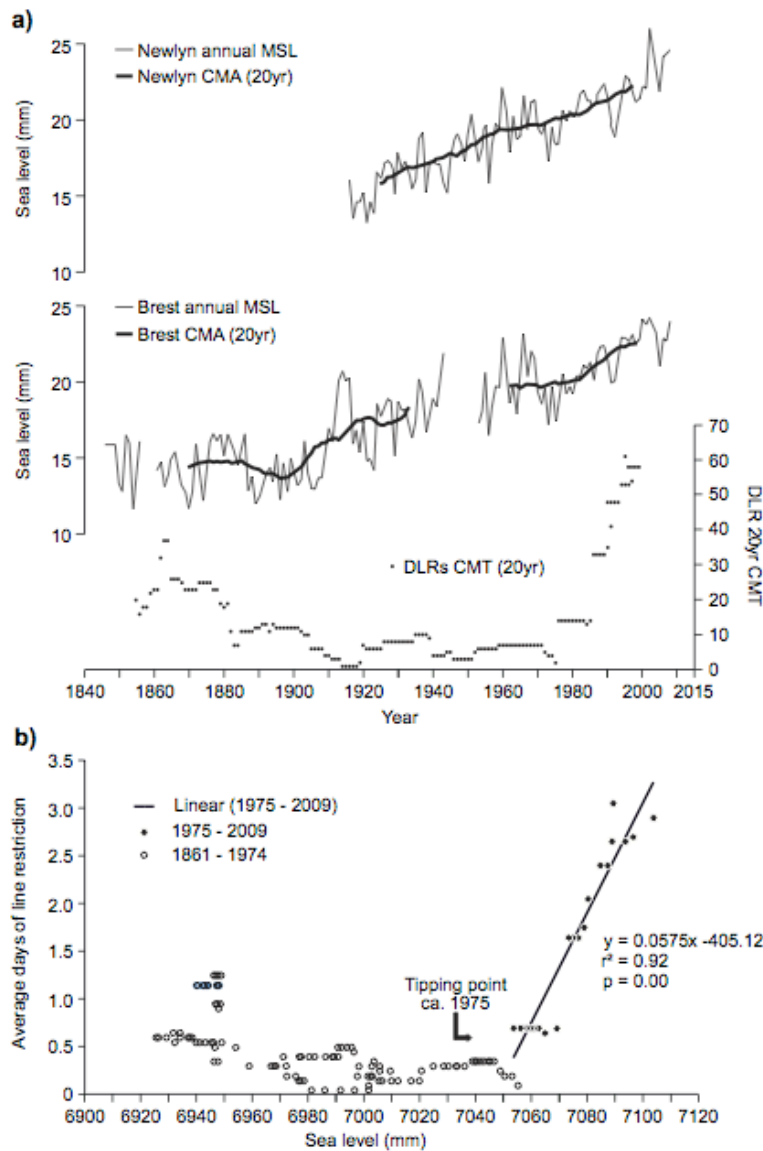 a)
Newlyn annual MSL
Newlyn CMA (20yr)
25
20
15
10
Sea level (mm)
Brest annual MSL
Brest CMA (20yr)
25
20
15
10
Sea level (mm)
70
60
50
40
30
20
10
0
DLR 20yr CMT
DLRs CMT (20yr)
1840 1860 1880 1900 1920 1940 1960 1980 2000 2015
Year
b)
3.5
3.0
2.5
2.0
1.5
1.0
0.5
0
Average days of line restriction
Linear (1975 - 2009)
1975 - 2009
1861 - 1974
y = 0.0575x -405.12
r² = 0.92
p = 0.00
Tipping point
ca. 1975
6900 6920 6940 6960 6980 7000 7020 7040 7060 7080 7100 7120
Sea level (mm)